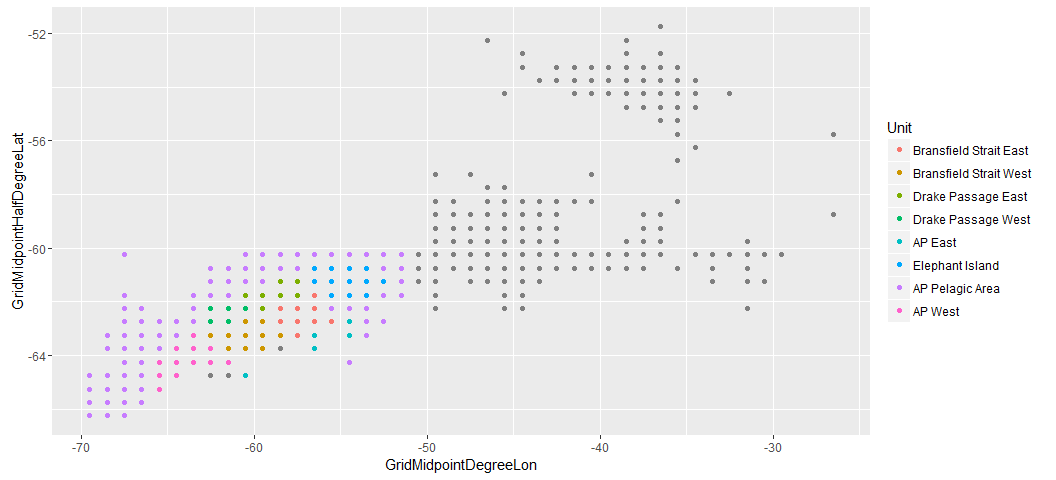 -52
-56
-60
-64
GridMidpointHalfDegreeLat
-70
-60
-50
-40
-30
GridMidpointDegreeLon
Unit
Bransfield Strait East
Bransfield Strait West
Drake Passage East
Drake Passage West
AP East
Elephant Island
AP Pelagic Area
AP West